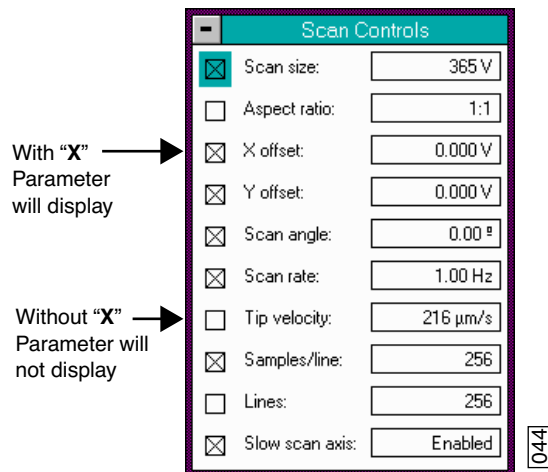 Scan Controls
Scan size: 365 V
Aspect ratio: 1:1
With “X”
Parameter
will display
X offset: 0.000 V
Y offset: 0.000 V
Scan angle: 0.00 º
Scan rate: 1.00 Hz
Without “X”
Parameter will
not display
Tip velocity: 216 µm/s
Samples/line: 256
Lines: 256
Slow scan axis: Enabled
044